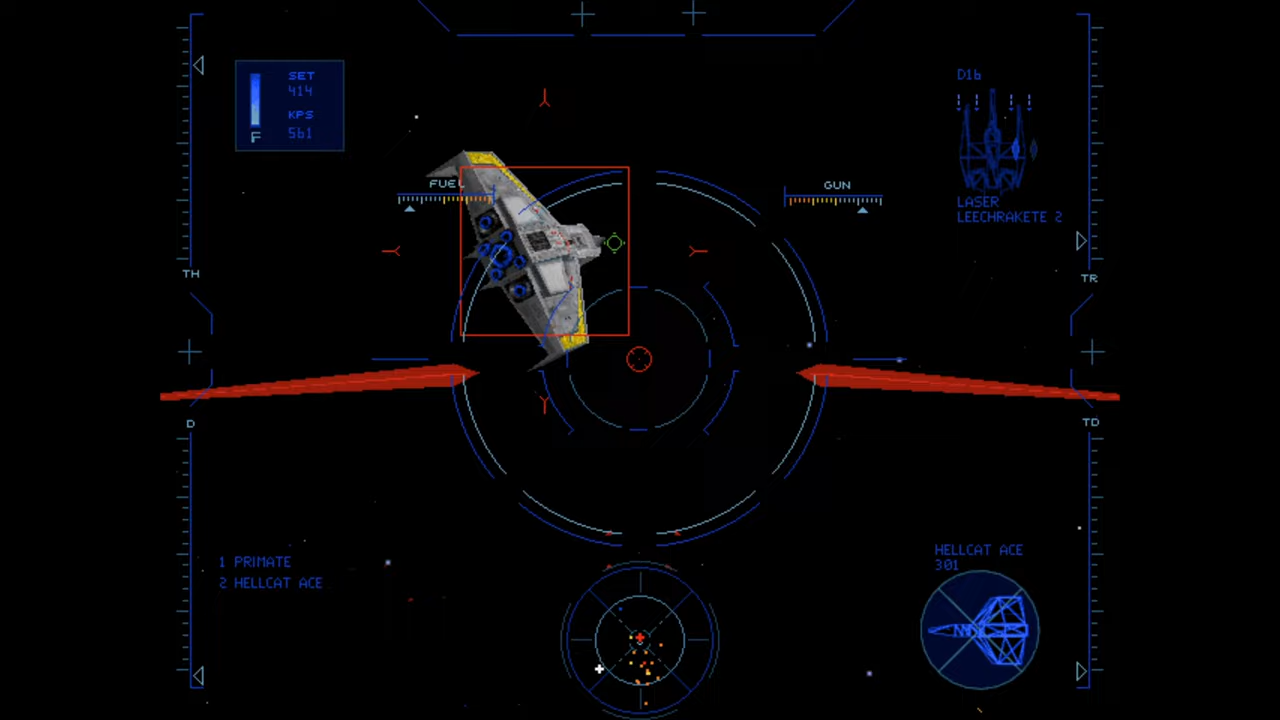 SET
414
KPS
561
F
D16
FUEL
GUN
LASER
LEECHRAKETE 2
TH
TR
D
TD
1 PRIMATE
2 HELLCAT ACE
HELLCAT ACE
301